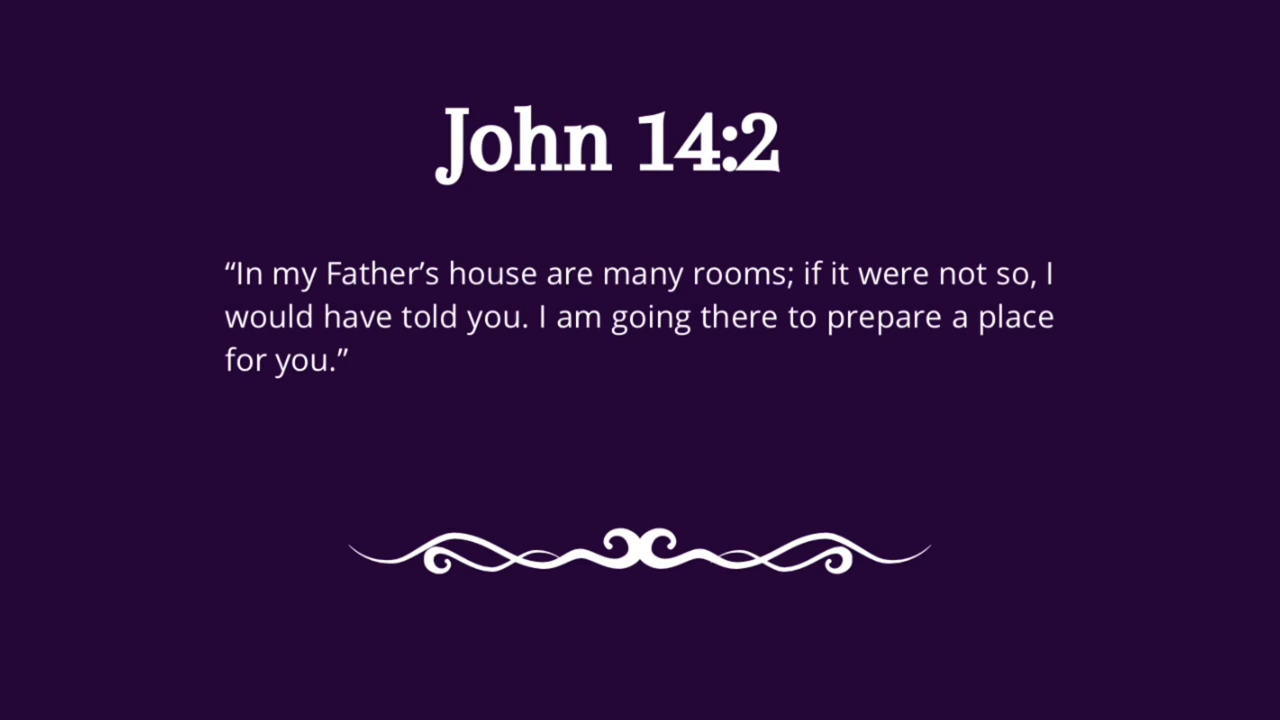 John 14:2
“In my Father’s house are many rooms; if it were not so, I
would have told you. I am going there to prepare a place
for you.”